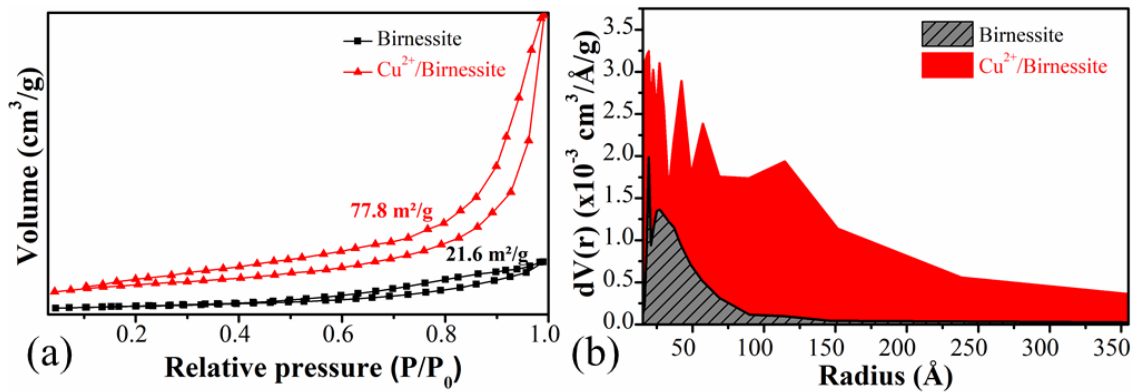 Birnessite
Cu²⁺/Birnessite
Volume (cm³/g)
77.8 m²/g
21.6 m²/g
0.2 0.4 0.6 0.8 1.0
(a)
Relative pressure (P/P₀)
Birnessite
Cu²⁺/Birnessite
dV(r) (x10⁻³ cm³/Å/g)
3.5
3.0
2.5
2.0
1.5
1.0
0.5
0.0
50 100 150 200 250 300 350
(b)
Radius (Å)